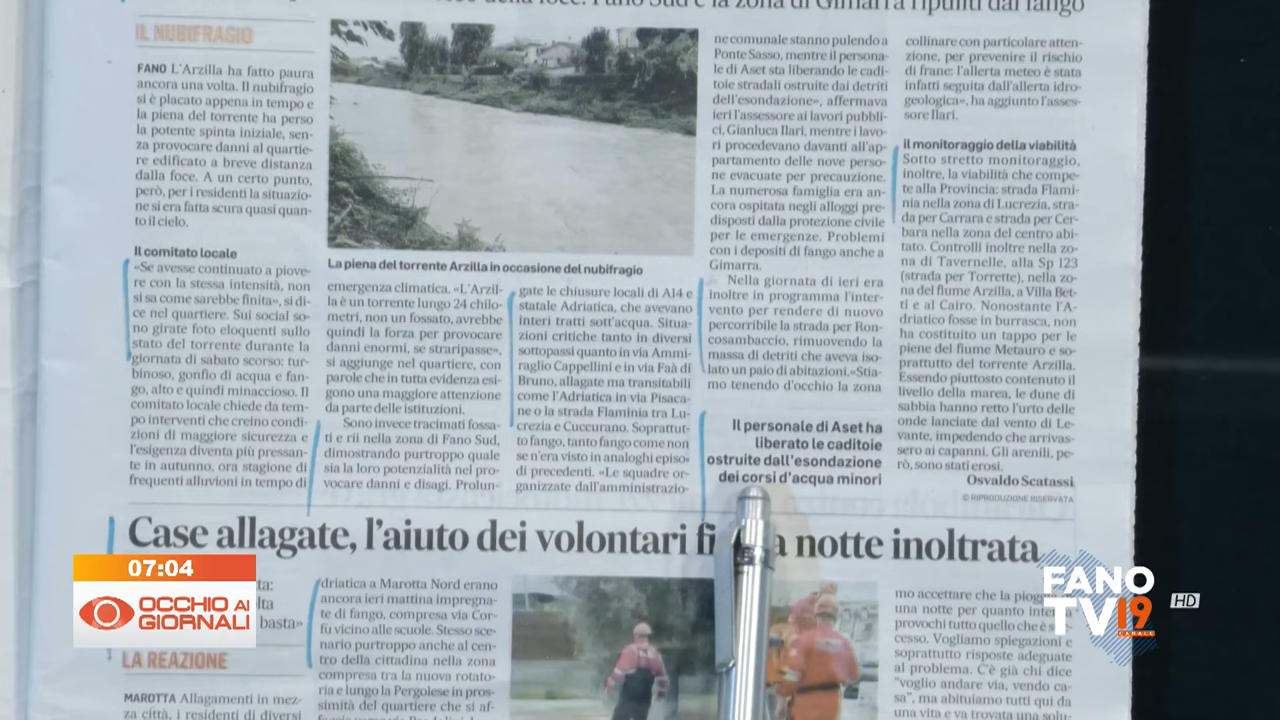 della foce. Fano Sud e la zona di Gimarra ripuliti dal fango
IL NUBIFRAGIO
FANO L'Arzilla ha fatto paura
ancora una volta. Il nubifragio
si è placato appena in tempo e
la piena del torrente ha perso
la potente spinta iniziale, sen-
za provocare danni al quartie-
re edificato a breve distanza
dalla foce. A un certo punto,
però, per i residenti la situazio-
ne si era fatta scura quasi quan-
to il cielo.
Il comitato locale
«Se avesse continuato a piove-
re con la stessa intensità, non
si sa come sarebbe finita», si di-
ce nel quartiere. Sui social so-
no girate foto eloquenti sullo
stato del torrente durante la
giornata di sabato scorso: tur-
binoso, gonfio di acqua e fan-
go, alto e quindi minaccioso. Il
comitato locale chiede da tem-
po interventi che creino condi-
zioni di maggiore sicurezza e
l'esigenza diventa più pressan-
te in autunno, ora stagione di
frequenti alluvioni in tempo di
La piena del torrente Arzilla in occasione del nubifragio
emergenza climatica. «L'Arzil-
la è un torrente lungo 24 chilo-
metri, non un fossato, avrebbe
quindi la forza per provocare
danni enormi, se straripasse»,
si aggiunge nel quartiere, con
parole che in tutta evidenza esi-
gono una maggiore attenzione
da parte delle istituzioni.
Sono invece tracimati fossa-
ti e rii nella zona di Fano Sud,
dimostrando purtroppo quale
sia la loro potenzialità nel pro-
vocare danni e disagi. Prolun-
gate le chiusure locali di A14 e
statale Adriatica, che avevano
interi tratti sott'acqua. Situa-
zioni critiche tanto in diversi
sottopassi quanto in via Ammi-
raglio Cappellini e in via Faà di
Bruno, allagate ma transitabili
come l'Adriatica in via Pisaca-
ne o la strada Flaminia tra Lu-
crezia e Cuccurano. Soprattut-
to fango, tanto fango come non
se n'era visto in analoghi episo-
di precedenti. «Le squadre or-
ganizzate dall'amministrazio-
ne comunale stanno pulendo a
Ponte Sasso, mentre il persona-
le di Aset sta liberando le cadi-
toie stradali ostruite dai detriti
dell'esondazione», affermava
ieri l'assessore ai lavori pubbli-
ci, Gianluca Ilari, mentre i lavo-
ri procedevano davanti all'ap-
partamento delle nove perso-
ne evacuate per precauzione.
La numerosa famiglia era an-
cora ospitata negli alloggi pre-
disposti dalla protezione civile
per le emergenze. Problemi
con i depositi di fango anche a
Gimarra.
Nella giornata di ieri era
inoltre in programma l'inter-
vento per rendere di nuovo
percorribile la strada per Ron-
cosambaccio, rimuovendo la
massa di detriti che aveva iso-
lato un paio di abitazioni.«Stia-
mo tenendo d'occhio la zona
Il personale di Aset ha
liberato le caditoie
ostruite dall'esondazione
dei corsi d'acqua minori
collinare con particolare atten-
zione, per prevenire il rischio
di frane: l'allerta meteo è stata
infatti seguita dall'allerta idro-
geologica», ha aggiunto l'asses-
sore Ilari.
Il monitoraggio della viabilità
Sotto stretto monitoraggio,
inoltre, la viabilità che compe-
te alla Provincia: strada Flami-
nia nella zona di Lucrezia, stra-
da per Carrara e strada per Cer-
bara nella zona del centro abi-
tato. Controlli inoltre nella zo-
na di Tavernelle, alla Sp 123
(strada per Torrette), nella zo-
na del fiume Arzilla, a Villa Bet-
ti e al Cairo. Nonostante l'A-
driatico fosse in burrasca, non
ha costituito un tappo per le
piene del fiume Metauro e so-
prattutto del torrente Arzilla.
Essendo piuttosto contenuto il
livello della marea, le dune di
sabbia hanno retto l'urto delle
onde lanciate dal vento di Le-
vante, impedendo che arrivas-
sero ai capanni. Gli arenili, pe-
rò, sono stati erosi.
Osvaldo Scatassi
© RIPRODUZIONE RISERVATA
Case allagate, l'aiuto dei volontari fi a notte inoltrata
ta:
lta
basta»
LA REAZIONE
MAROTTA Allagamenti in mez-
za città, i residenti di diversi
driatica a Marotta Nord erano
ancora ieri mattina impregna-
te di fango, compresa via Cor-
fù vicino alle scuole. Stesso sce-
nario purtroppo anche al cen-
tro della cittadina nella zona
compresa tra la nuova rotato-
ria e lungo la Pergolese in pros-
simità del quartiere che si af-
mo accettare che la piog
una notte per quanto inte
provochi tutto quello che è s
cesso. Vogliamo spiegazioni e
soprattutto risposte adeguate
al problema. C'è già chi dice
"voglio andare via, vendo ca-
sa", ma abituiamo tutti qui da
una vita e va trovata una solu-
07:04
OCCHIO AI
GIORNALI
FANO
TV 19
CANALE
HD